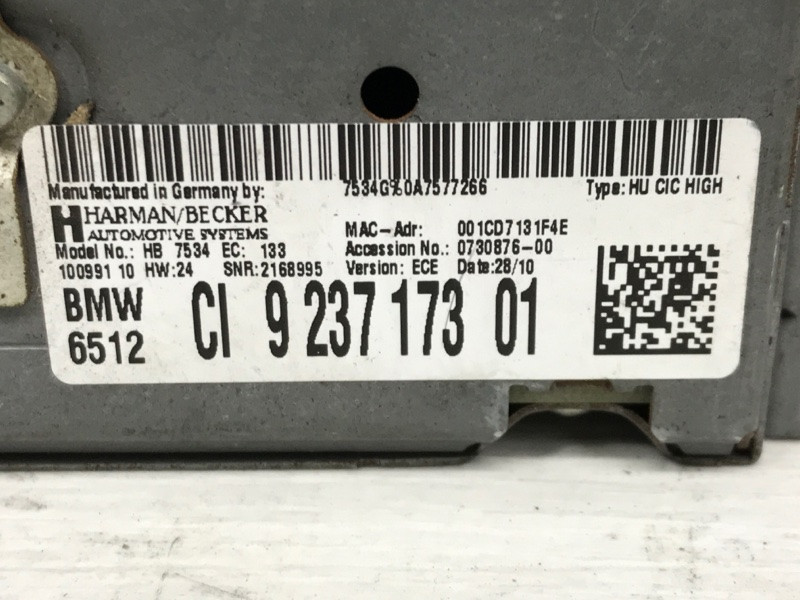 Manufactured in Germany by: 7534G%0A7577266 Type: HU CIC HIGH
HARMAN/BECKER
AUTOMOTIVE SYSTEMS
MAC-Adr: 001CD7131F4E
Model No.: HB 7534 EC: 133 Accession No.: 0730876-00
100991 10 HW:24 SNR:2168995 Version: ECE Date:28/10
BMW
6512
CI 9 237 173 01